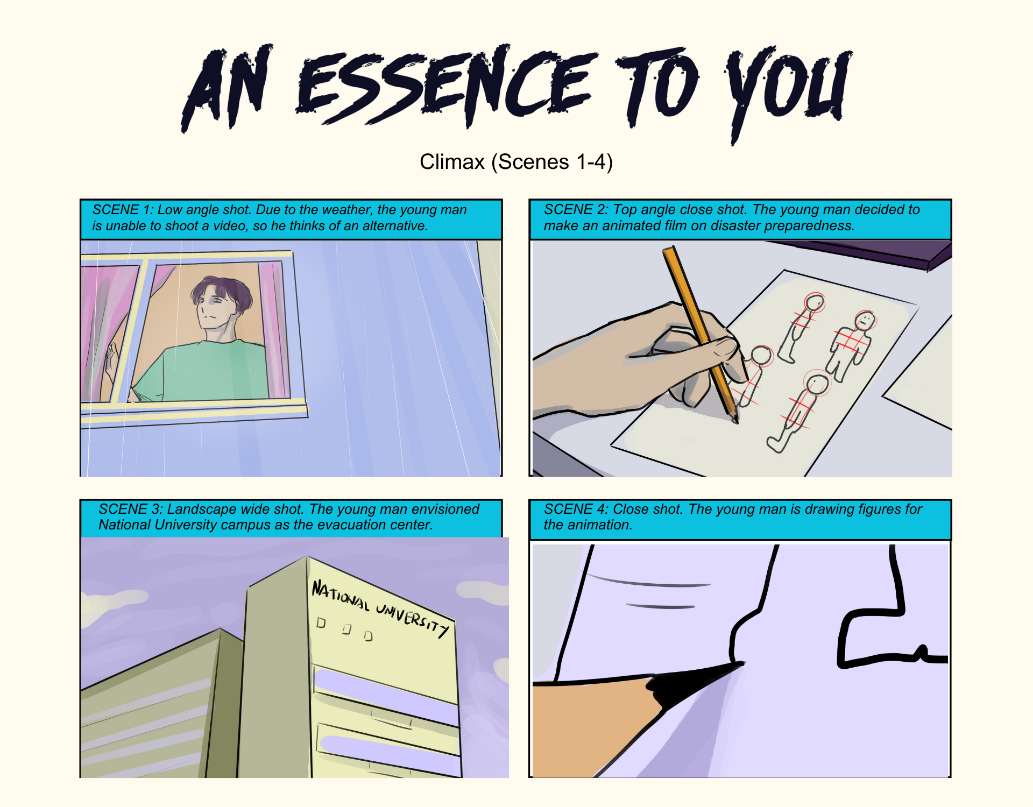 AN ESSENCE TO YOU
Climax (Scenes 1-4)
SCENE 1: Low angle shot. Due to the weather, the young man
is unable to shoot a video, so he thinks of an alternative.
SCENE 2: Top angle close shot. The young man decided to
make an animated film on disaster preparedness.
SCENE 3: Landscape wide shot. The young man envisioned
National University campus as the evacuation center.
NATIONAL UNIVERSITY
SCENE 4: Close shot. The young man is drawing figures for
the animation.